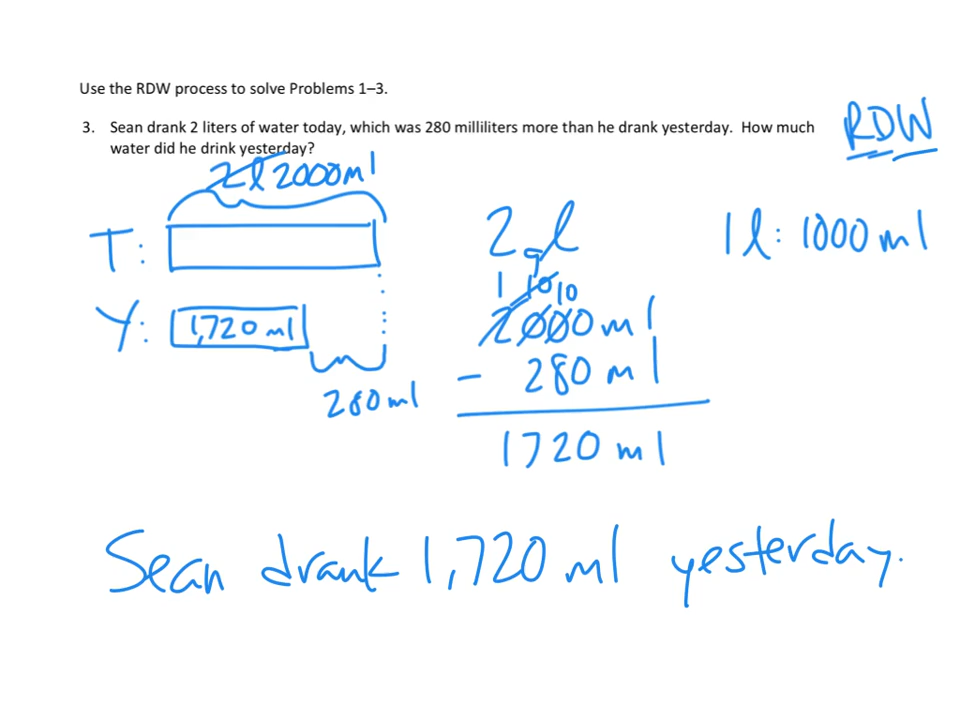 Use the RDW process to solve Problems 1–3.
RDW
3. Sean drank 2 liters of water today, which was 280 milliliters more than he drank yesterday. How much
water did he drink yesterday?
2l 2000ml
T:
2 l
1 l: 1000 ml
1 9
10 10
2000 ml
Y: 1,720 ml
- 280 ml
280 ml
1720 ml
Sean drank 1,720 ml yesterday.